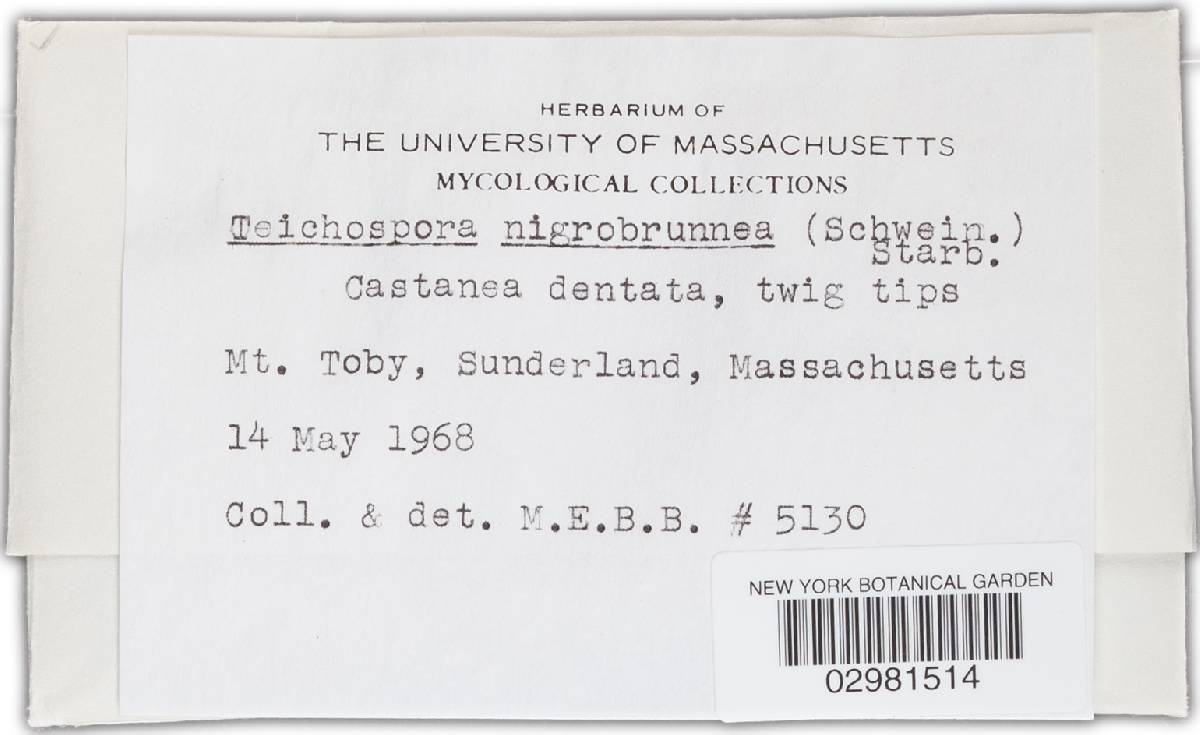 HERBARIUM OF
THE UNIVERSITY OF MASSACHUSETTS
MYCOLOGICAL COLLECTIONS
Teichospora nigrobrunnea (Schwein.)
Starb.
Castanea dentata, twig tips
Mt. Toby, Sunderland, Massachusetts
14 May 1968
Coll. & det. M.E.B.B. # 5130
NEW YORK BOTANICAL GARDEN
02981514